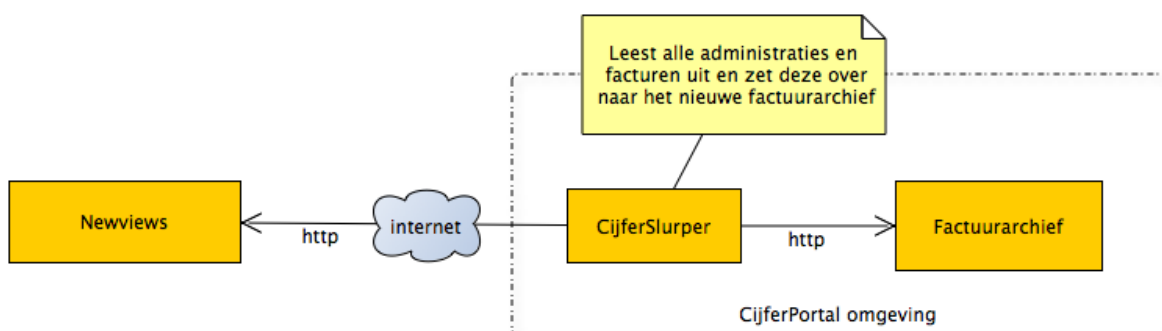 Leest alle administraties en
facturen uit en zet deze over
naar het nieuwe factuurarchief
Newviews
http
internet
CijferSlurper
http
Factuurarchief
CijferPortal omgeving